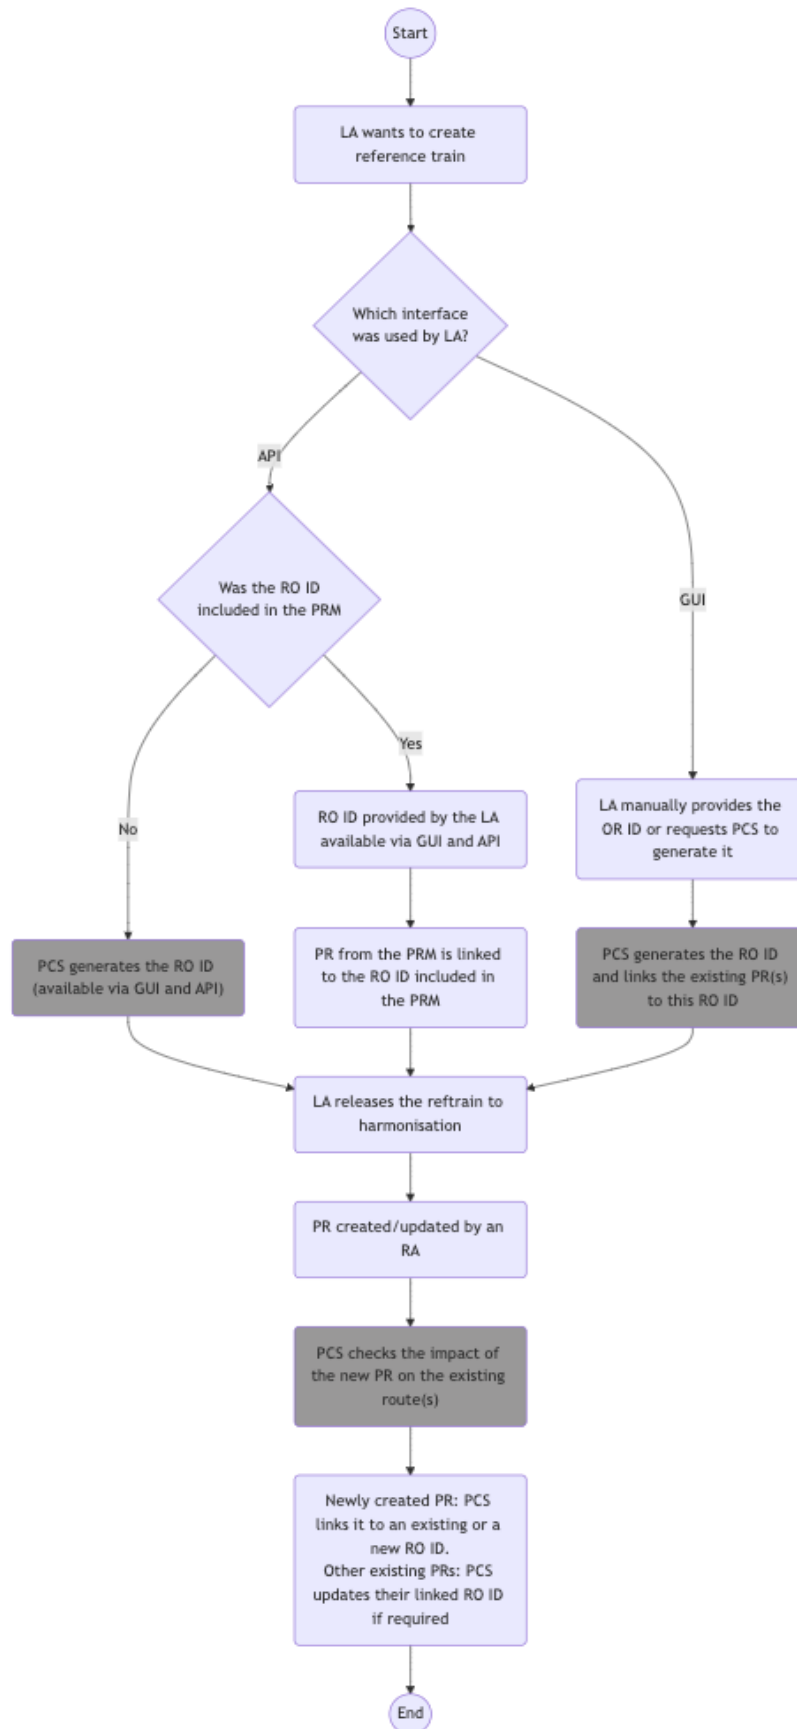 Start
LA wants to create
reference train
Which interface
was used by LA?
API
GUI
Was the RO ID
included in the PRM
Yes
No
RO ID provided by the LA
available via GUI and API
LA manually provides the
OR ID or requests PCS to
generate it
PCS generates the RO ID
(available via GUI and API)
PR from the PRM is linked
to the RO ID included in
the PRM
PCS generates the RO ID
and links the existing PR(s)
to this RO ID
LA releases the reftrain to
harmonisation
PR created/updated by an
RA
PCS checks the impact of
the new PR on the existing
route(s)
Newly created PR: PCS
links it to an existing or a
new RO ID.
Other existing PRs: PCS
updates their linked RO ID
if required
End